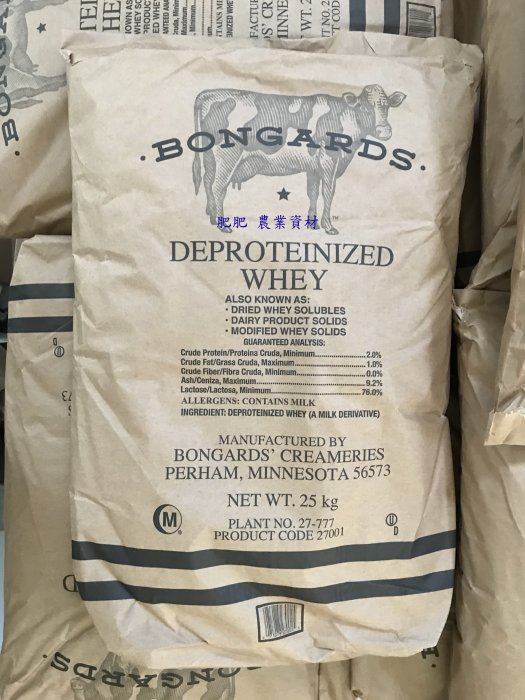 ·BONGARDS·
™
肥肥 農業資材
DEPROTEINIZED
WHEY
ALSO KNOWN AS:
· DRIED WHEY SOLUBLES
· DAIRY PRODUCT SOLIDS
· MODIFIED WHEY SOLIDS
GUARANTEED ANALYSIS:
Crude Protein/Proteina Cruda, Minimum 2.0%
Crude Fat/Grasa Cruda, Maximum 1.0%
Crude Fiber/Fibra Cruda, Maximum 0.0%
Ash/Ceniza, Maximum 9.2%
Lactose/Lactosa, Minimum 76.0%
ALLERGENS: CONTAINS MILK
INGREDIENT: DEPROTEINIZED WHEY (A MILK DERIVATIVE)
MANUFACTURED BY
BONGARDS' CREAMERIES
PERHAM, MINNESOTA 56573
NET WT. 25 kg
M
PLANT NO. 27-777
PRODUCT CODE 27001
U
D
BONGARDS